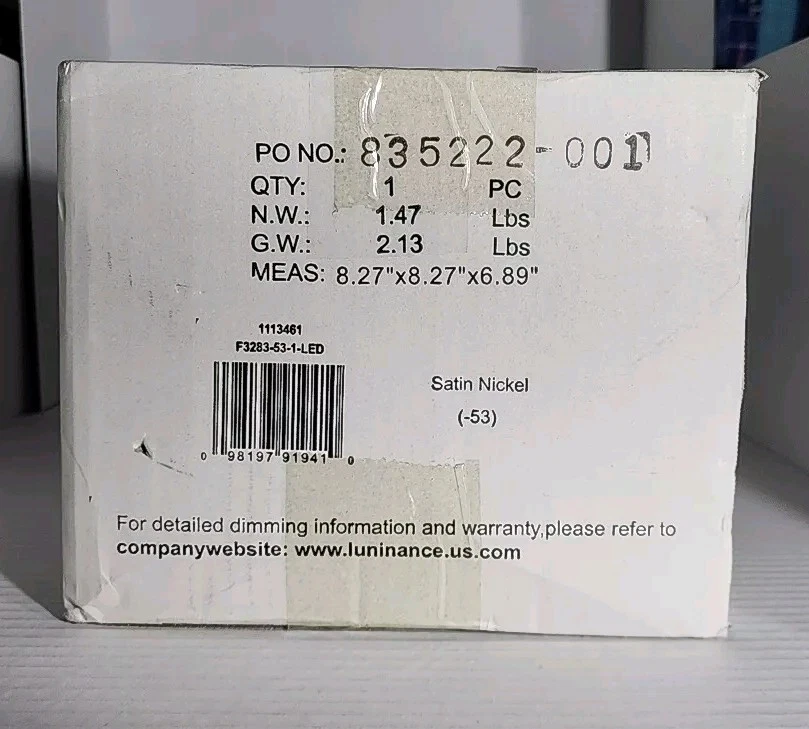 PO NO.: 835222-001
QTY: 1 PC
N.W.: 1.47 Lbs
G.W.: 2.13 Lbs
MEAS: 8.27"x8.27"x6.89"
1113461
F3283-53-1-LED
0 98197 91941 0
Satin Nickel
(-53)
For detailed dimming information and warranty,please refer to
companywebsite: www.luninance.us.com